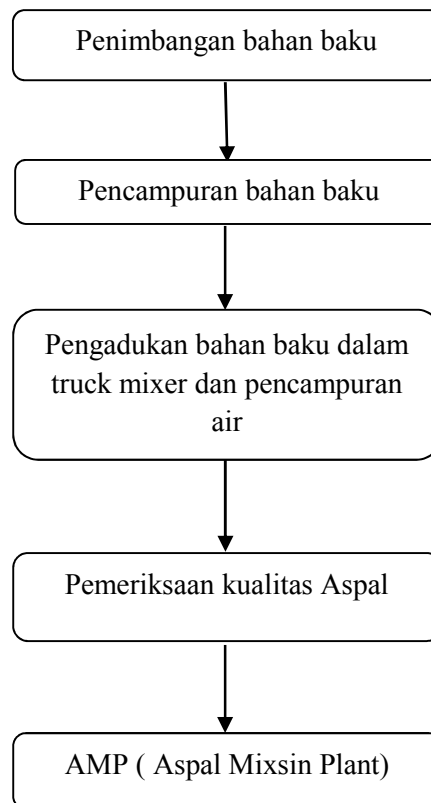 Penimbangan bahan baku
Pencampuran bahan baku
Pengadukan bahan baku dalam
truck mixer dan pencampuran
air
Pemeriksaan kualitas Aspal
AMP ( Aspal Mixsin Plant)